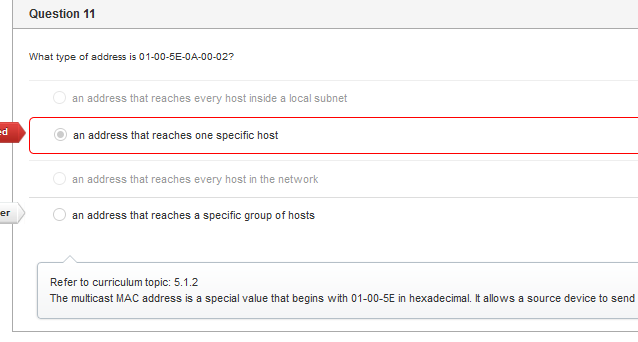 Question 11
What type of address is 01-00-5E-0A-00-02?
an address that reaches every host inside a local subnet
ed
an address that reaches one specific host
an address that reaches every host in the network
er
an address that reaches a specific group of hosts
Refer to curriculum topic: 5.1.2
The multicast MAC address is a special value that begins with 01-00-5E in hexadecimal. It allows a source device to send